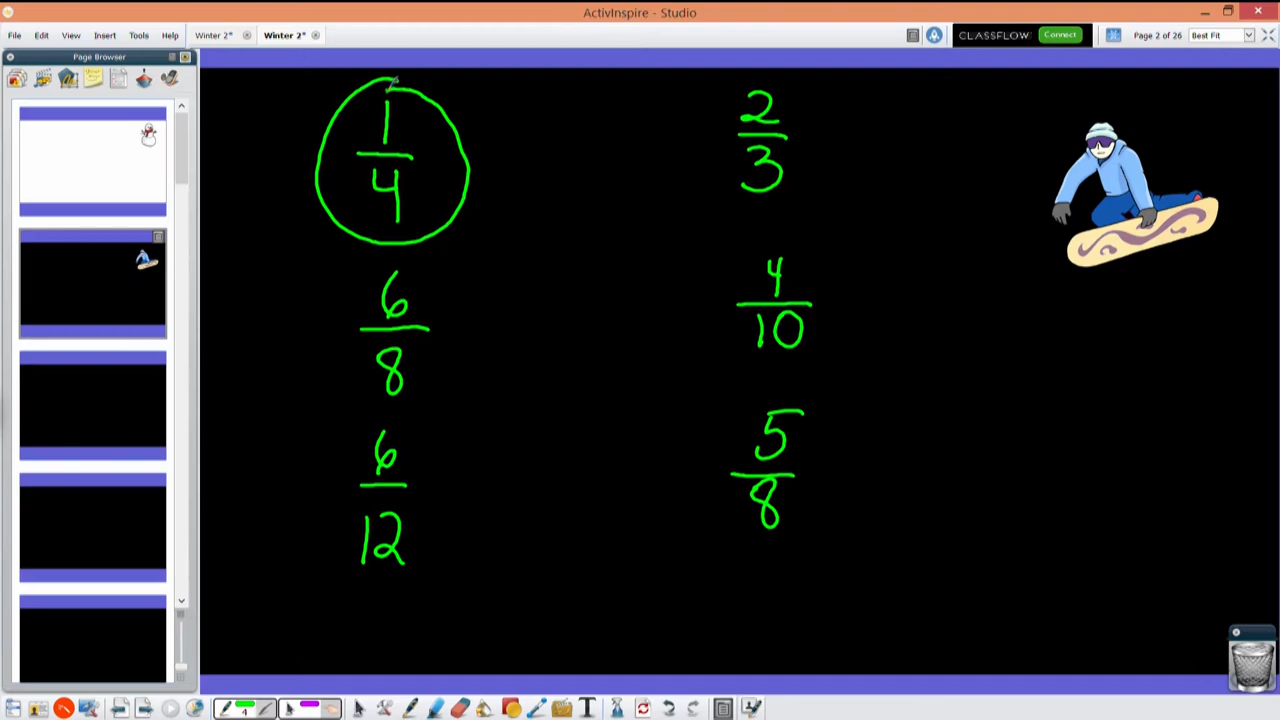 ActivInspire - Studio
File Edit View Insert Tools Help
Winter 2* Winter 2*
CLASSFLOW Connect
Page 2 of 26 Best Fit
Page Browser
1
4
2
3
6
8
4
10
6
12
5
8
4
T